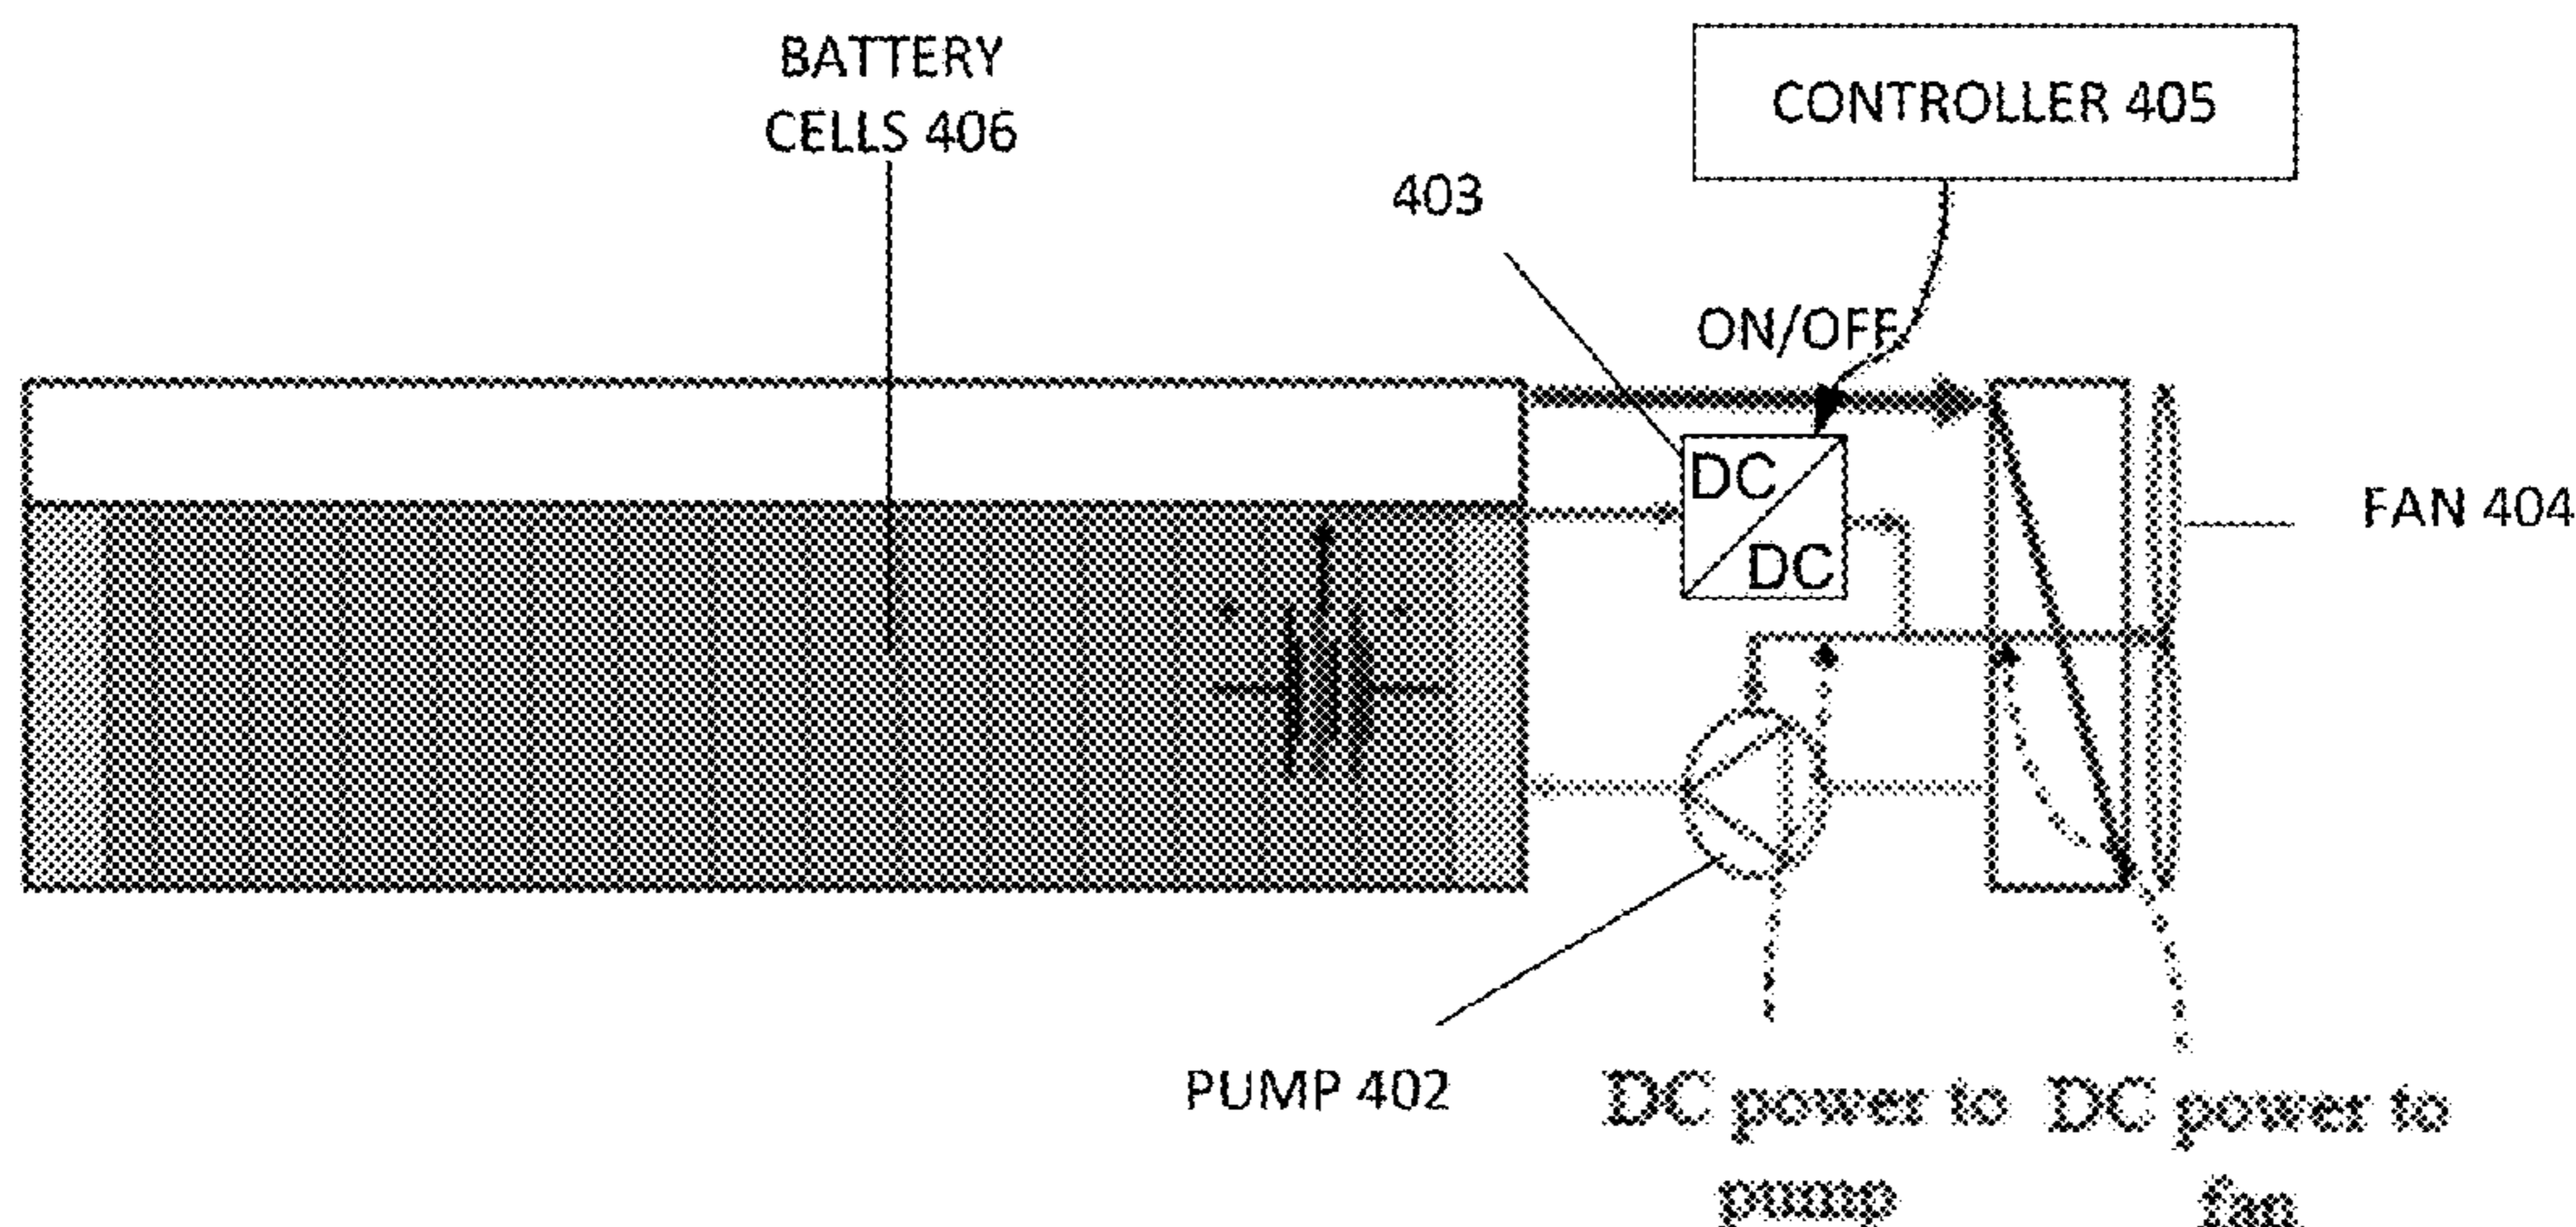 BATTERY
CELLS 406
CONTROLLER 405
403
ON/OFF
DC
DC
FAN 404
PUMP 402
DC power to
pump
DC power to
fan